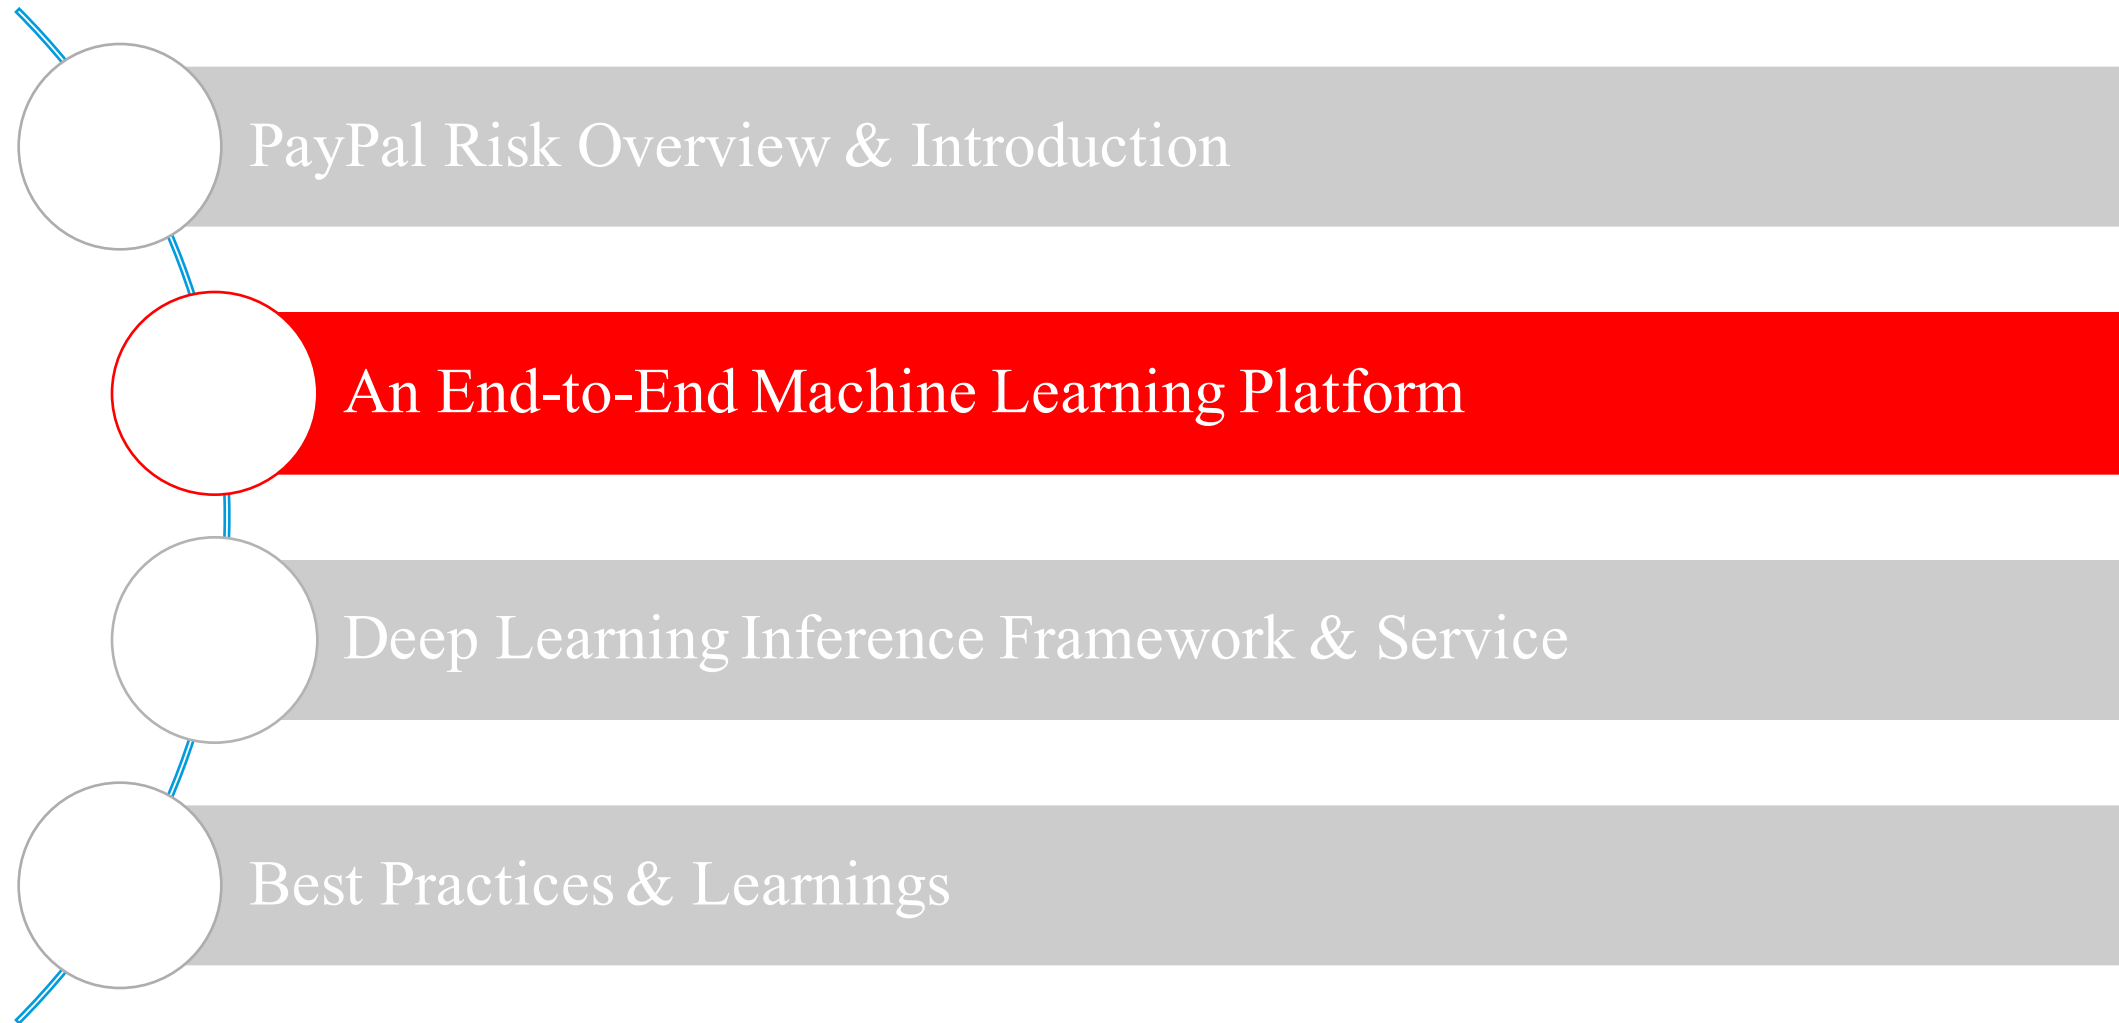 PayPal Risk Overview & Introduction
An End-to-End Machine Learning Platform
Deep Learning Inference Framework & Service
Best Practices & Learnings